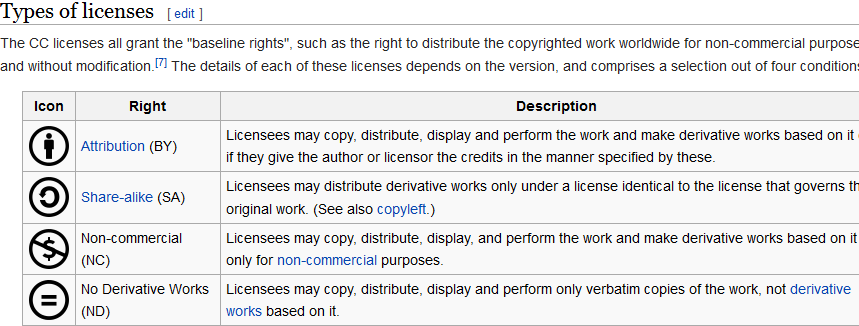 Types of licenses [ edit ]
The CC licenses all grant the "baseline rights", such as the right to distribute the copyrighted work worldwide for non-commercial purpose
and without modification.[7] The details of each of these licenses depends on the version, and comprises a selection out of four conditions
Icon Right Description
Attribution (BY)
Licensees may copy, distribute, display and perform the work and make derivative works based on it
if they give the author or licensor the credits in the manner specified by these.
Share-alike (SA)
Licensees may distribute derivative works only under a license identical to the license that governs th
original work. (See also copyleft.)
Non-commercial
(NC)
Licensees may copy, distribute, display, and perform the work and make derivative works based on it
only for non-commercial purposes.
No Derivative Works
(ND)
Licensees may copy, distribute, display and perform only verbatim copies of the work, not derivative
works based on it.